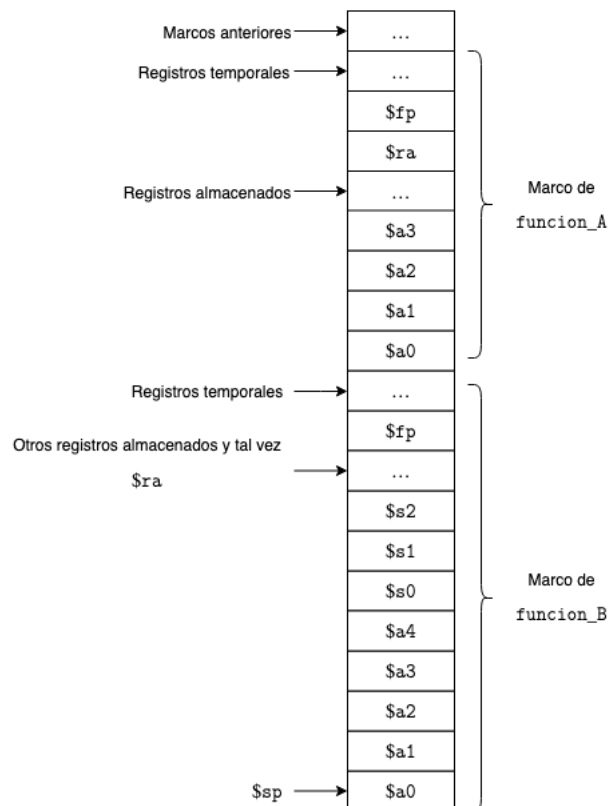 Marcos anteriores
...
Registros temporales
...
$fp
$ra
Registros almacenados
...
$a3
$a2
$a1
$a0
Marco de
funcion_A
Registros temporales
...
$fp
Otros registros almacenados y tal vez
$ra
...
$s2
$s1
$s0
$a4
$a3
$a2
$a1
$sp
$a0
Marco de
funcion_B